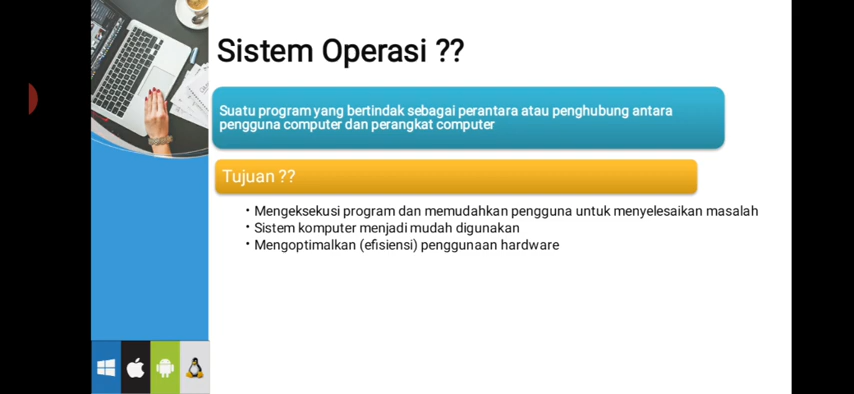 Sistem Operasi ??
Suatu program yang bertindak sebagai perantara atau penghubung antara
pengguna computer dan perangkat computer
Tujuan ??
• Mengeksekusi program dan memudahkan pengguna untuk menyelesaikan masalah
• Sistem komputer menjadi mudah digunakan
• Mengoptimalkan (efisiensi) penggunaan hardware